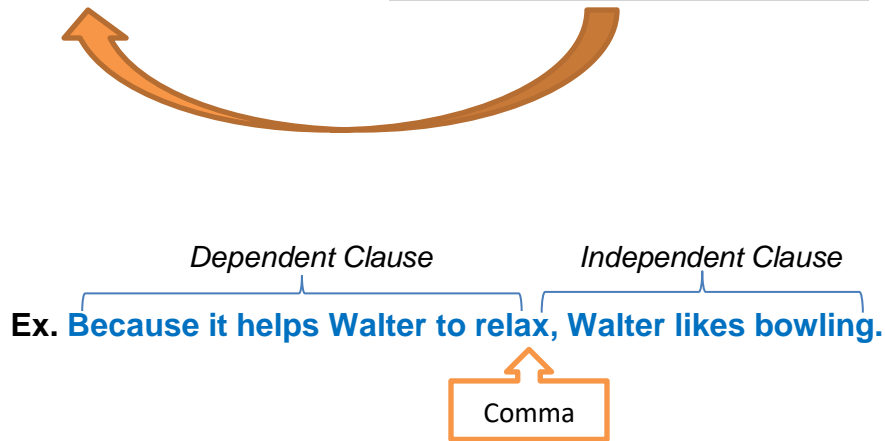 Dependent Clause Independent Clause
Ex. Because it helps Walter to relax, Walter likes bowling.
Comma